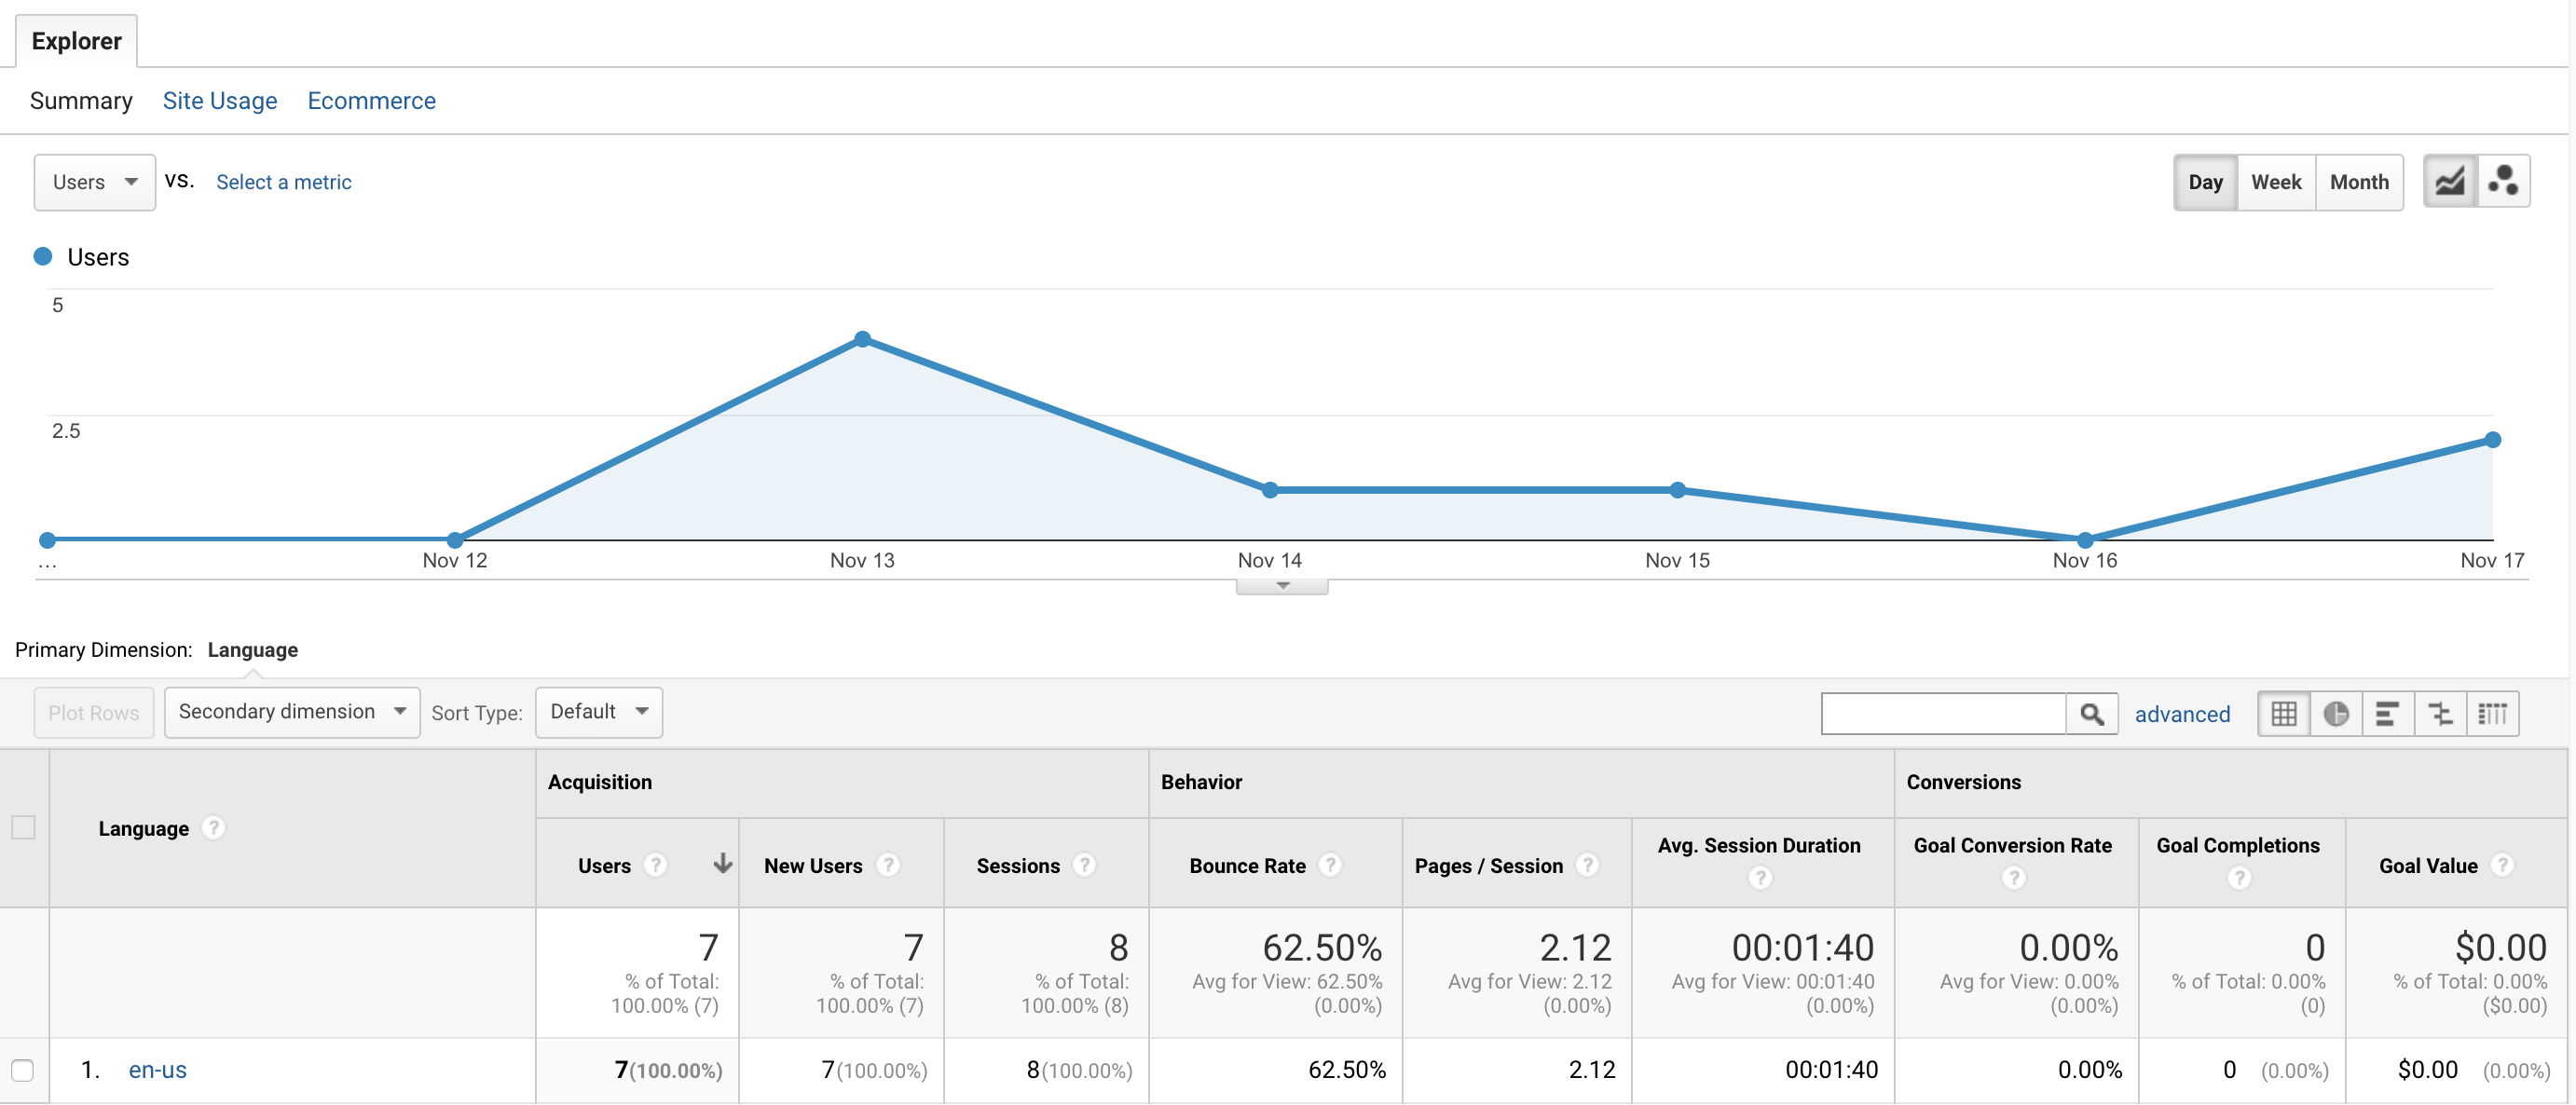 Explorer
Summary Site Usage Ecommerce
Users VS. Select a metric Day Week Month
Users
5
2.5
... Nov 12 Nov 13 Nov 14 Nov 15 Nov 16 Nov 17
Primary Dimension: Language
Plot Rows Secondary dimension Sort Type: Default advanced
Acquisition Behavior Conversions
Language ? Users ? New Users ? Sessions ? Bounce Rate ? Pages / Session ? Avg. Session Duration ? Goal Conversion Rate ? Goal Completions ? Goal Value ?
7 7 8 62.50% 2.12 00:01:40 0.00% 0 $0.00
% of Total: % of Total: % of Total: Avg for View: 62.50% Avg for View: 2.12 Avg for View: 00:01:40 Avg for View: 0.00% % of Total: 0.00% % of Total: 0.00%
100.00% (7) 100.00% (7) 100.00% (8) (0.00%) (0.00%) (0.00%) (0.00%) (0) ($0.00)
1. en-us 7(100.00%) 7(100.00%) 8(100.00%) 62.50% 2.12 00:01:40 0.00% 0 (0.00%) $0.00 (0.00%)